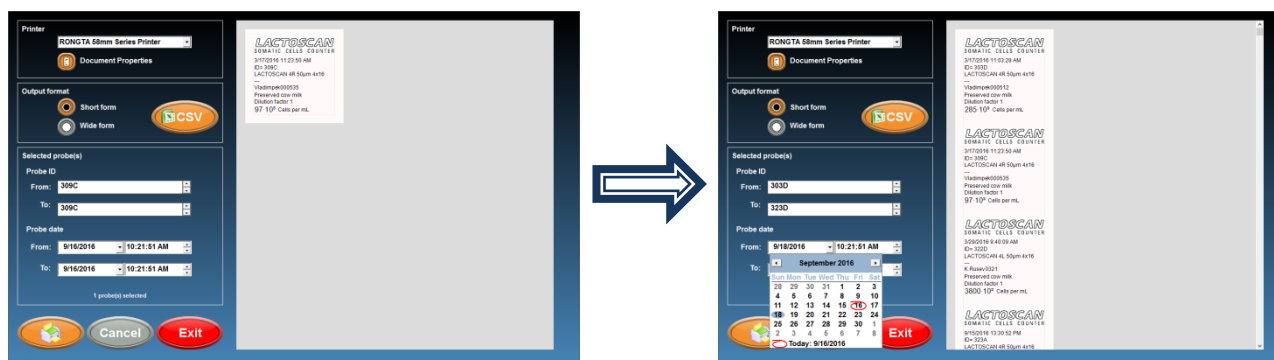 Printer
RONGTA 58mm Series Printer
Document Properties
Output format
Short form
Wide form
CSV
Selected probe(s)
Probe ID
From: 309C
To: 309C
Probe date
From: 9/16/2016 10:21:51 AM
To: 9/16/2016 10:21:51 AM
1 probe(s) selected
Cancel
Exit
LACTOSCAN
SOMATIC CELLS COUNTER
3/17/2016 11:23:50 AM
ID= 309C
LACTOSCAN 4R 50µm 4x16
---
Vladimpek000535
Preserved cow milk
Dilution factor 1
97·10³ Cells per mL
Printer
RONGTA 58mm Series Printer
Document Properties
Output format
Short form
Wide form
CSV
Selected probe(s)
Probe ID
From: 303D
To: 323D
Probe date
From: 9/18/2016 10:21:51 AM
To:
September 2016
Sun Mon Tue Wed Thu Fri Sat
28 29 30 31 1 2 3
4 5 6 7 8 9 10
11 12 13 14 15 16 17
18 19 20 21 22 23 24
25 26 27 28 29 30 1
2 3 4 5 6 7 8
Today: 9/16/2016
Exit
LACTOSCAN
SOMATIC CELLS COUNTER
3/17/2016 11:03:28 AM
ID= 303D
LACTOSCAN 4R 50µm 4x16
---
Vladimpek000512
Preserved cow milk
Dilution factor 1
265·10³ Cells per mL
LACTOSCAN
SOMATIC CELLS COUNTER
3/17/2016 11:23:50 AM
ID= 309C
LACTOSCAN 4R 50µm 4x16
---
Vladimpek000535
Preserved cow milk
Dilution factor 1
97·10³ Cells per mL
LACTOSCAN
SOMATIC CELLS COUNTER
3/29/2016 9:40:09 AM
ID= 322D
LACTOSCAN 4L 50µm 4x16
---
K.Rusev0321
Preserved cow milk
Dilution factor 1
3800·10³ Cells per mL
LACTOSCAN
SOMATIC CELLS COUNTER
9/15/2016 13:30:52 PM
ID= 323A
LACTOSCAN 4R 50µm 4x16